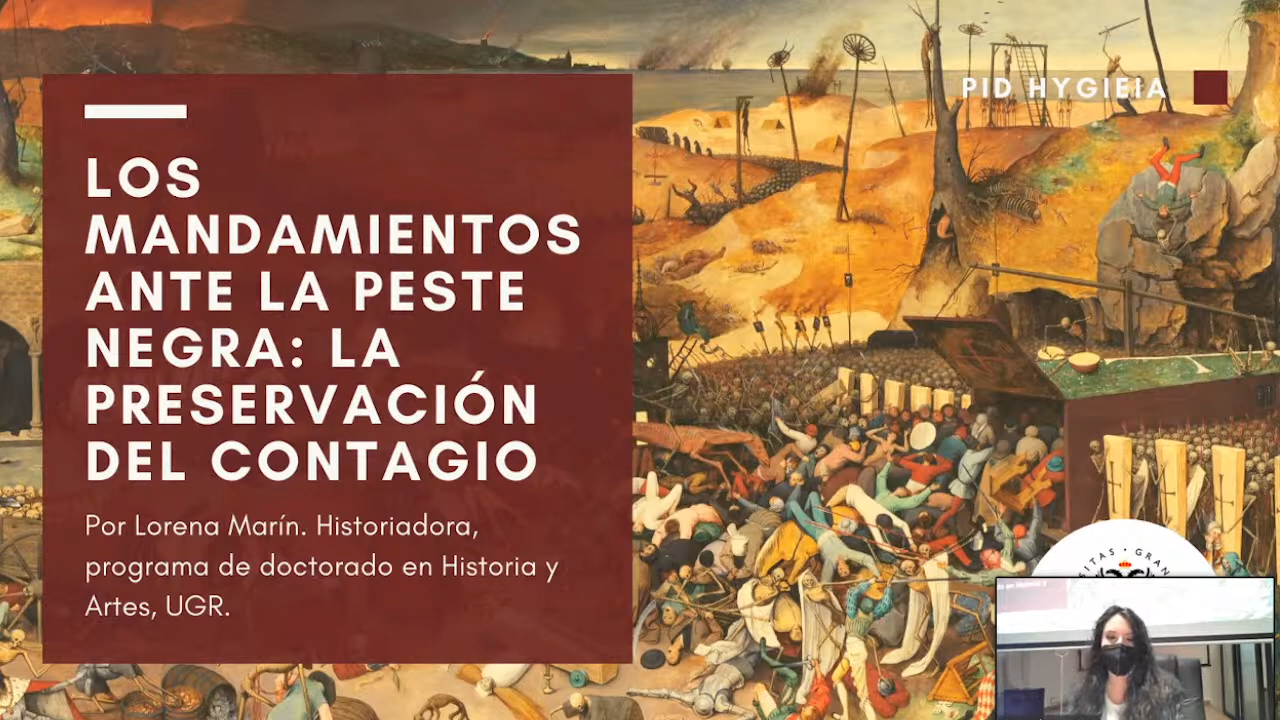 PID HYGIEIA
LOS
MANDAMIENTOS
ANTE LA PESTE
NEGRA: LA
PRESERVACIÓN
DEL CONTAGIO
Por Lorena Marín. Historiadora,
programa de doctorado en Historia y
Artes, UGR.